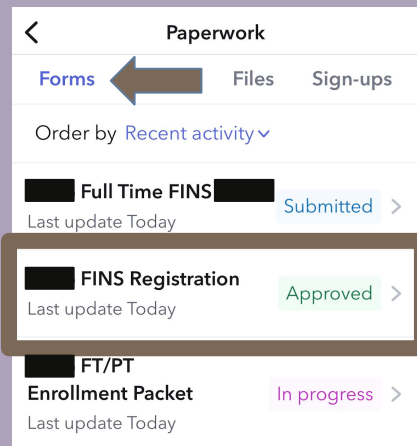 Paperwork
Forms Files Sign-ups
Order by Recent activity
Full Time FINS
Submitted
Last update Today
FINS Registration
Approved
Last update Today
FT/PT
Enrollment Packet
In progress
Last update Today